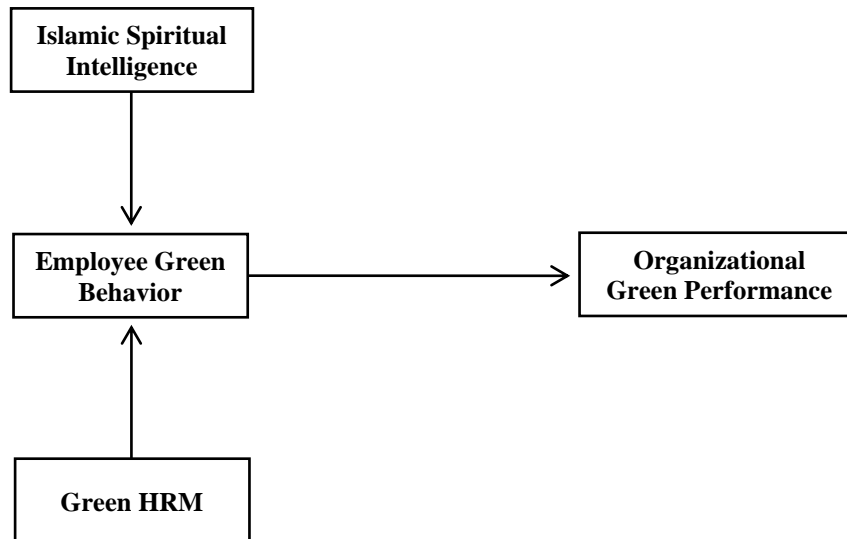 Islamic Spiritual
Intelligence
Employee Green
Behavior
Organizational
Green Performance
Green HRM